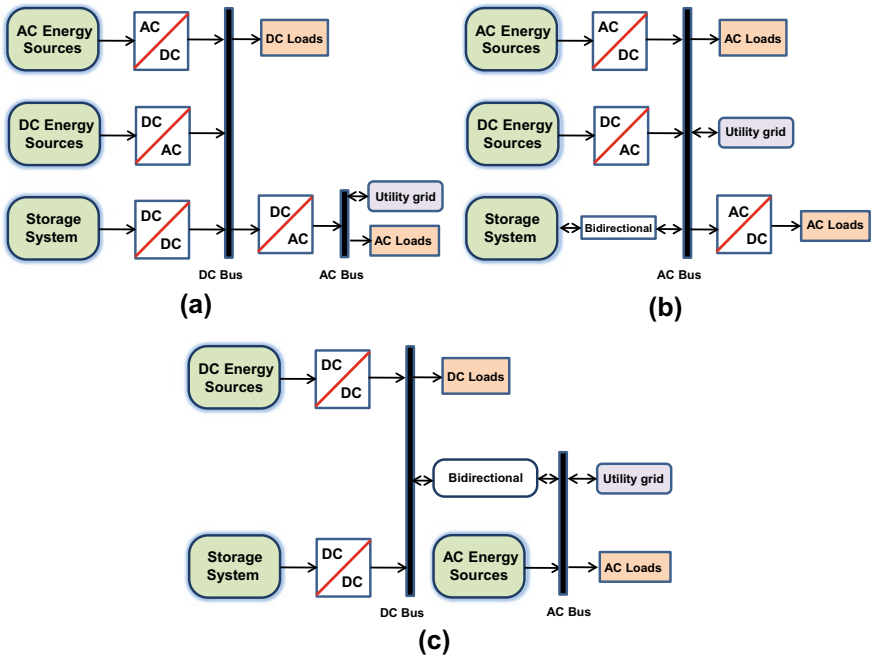 AC Energy
Sources
AC
DC
DC Loads
DC Energy
Sources
DC
AC
Storage
System
DC
DC
DC
AC
Utility grid
AC Loads
DC Bus
AC Bus
(a)
AC Energy
Sources
AC
DC
AC Loads
DC Energy
Sources
DC
AC
Utility grid
Storage
System
Bidirectional
AC
DC
AC Loads
AC Bus
(b)
DC Energy
Sources
DC
DC
DC Loads
Bidirectional
Utility grid
Storage
System
DC
DC
AC Energy
Sources
AC Loads
DC Bus
AC Bus
(c)